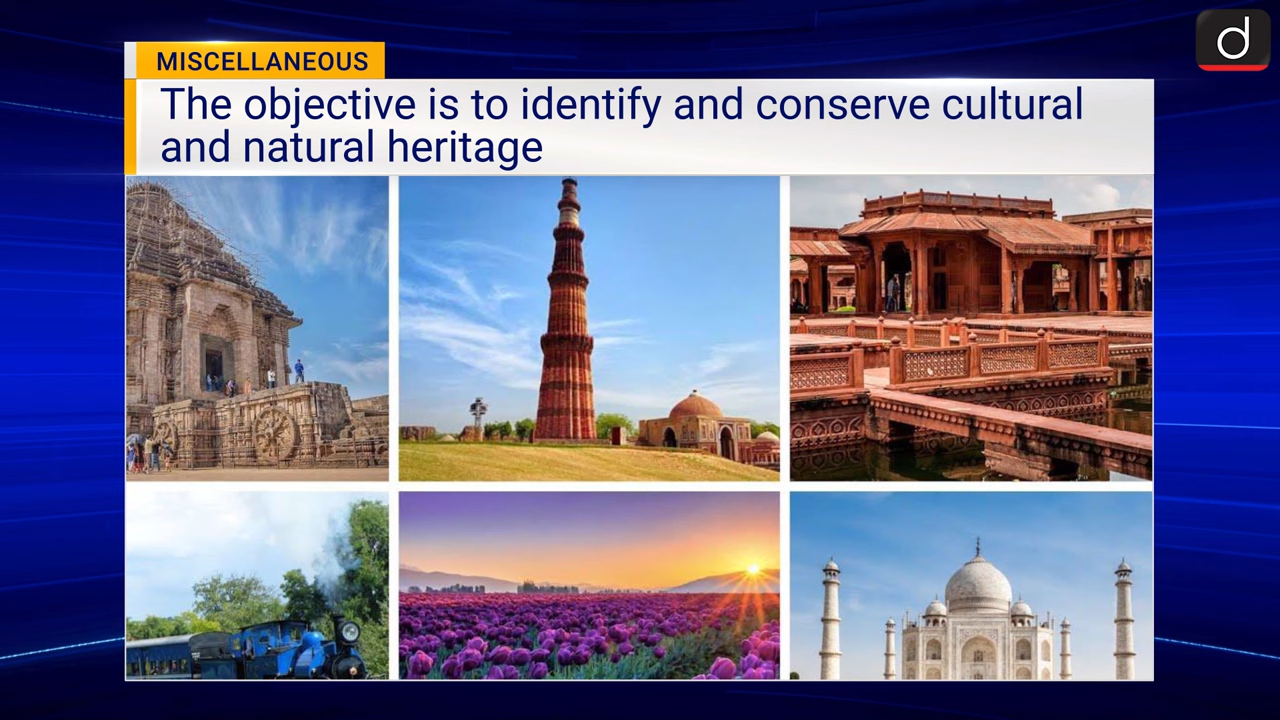 MISCELLANEOUS
The objective is to identify and conserve cultural
and natural heritage
d